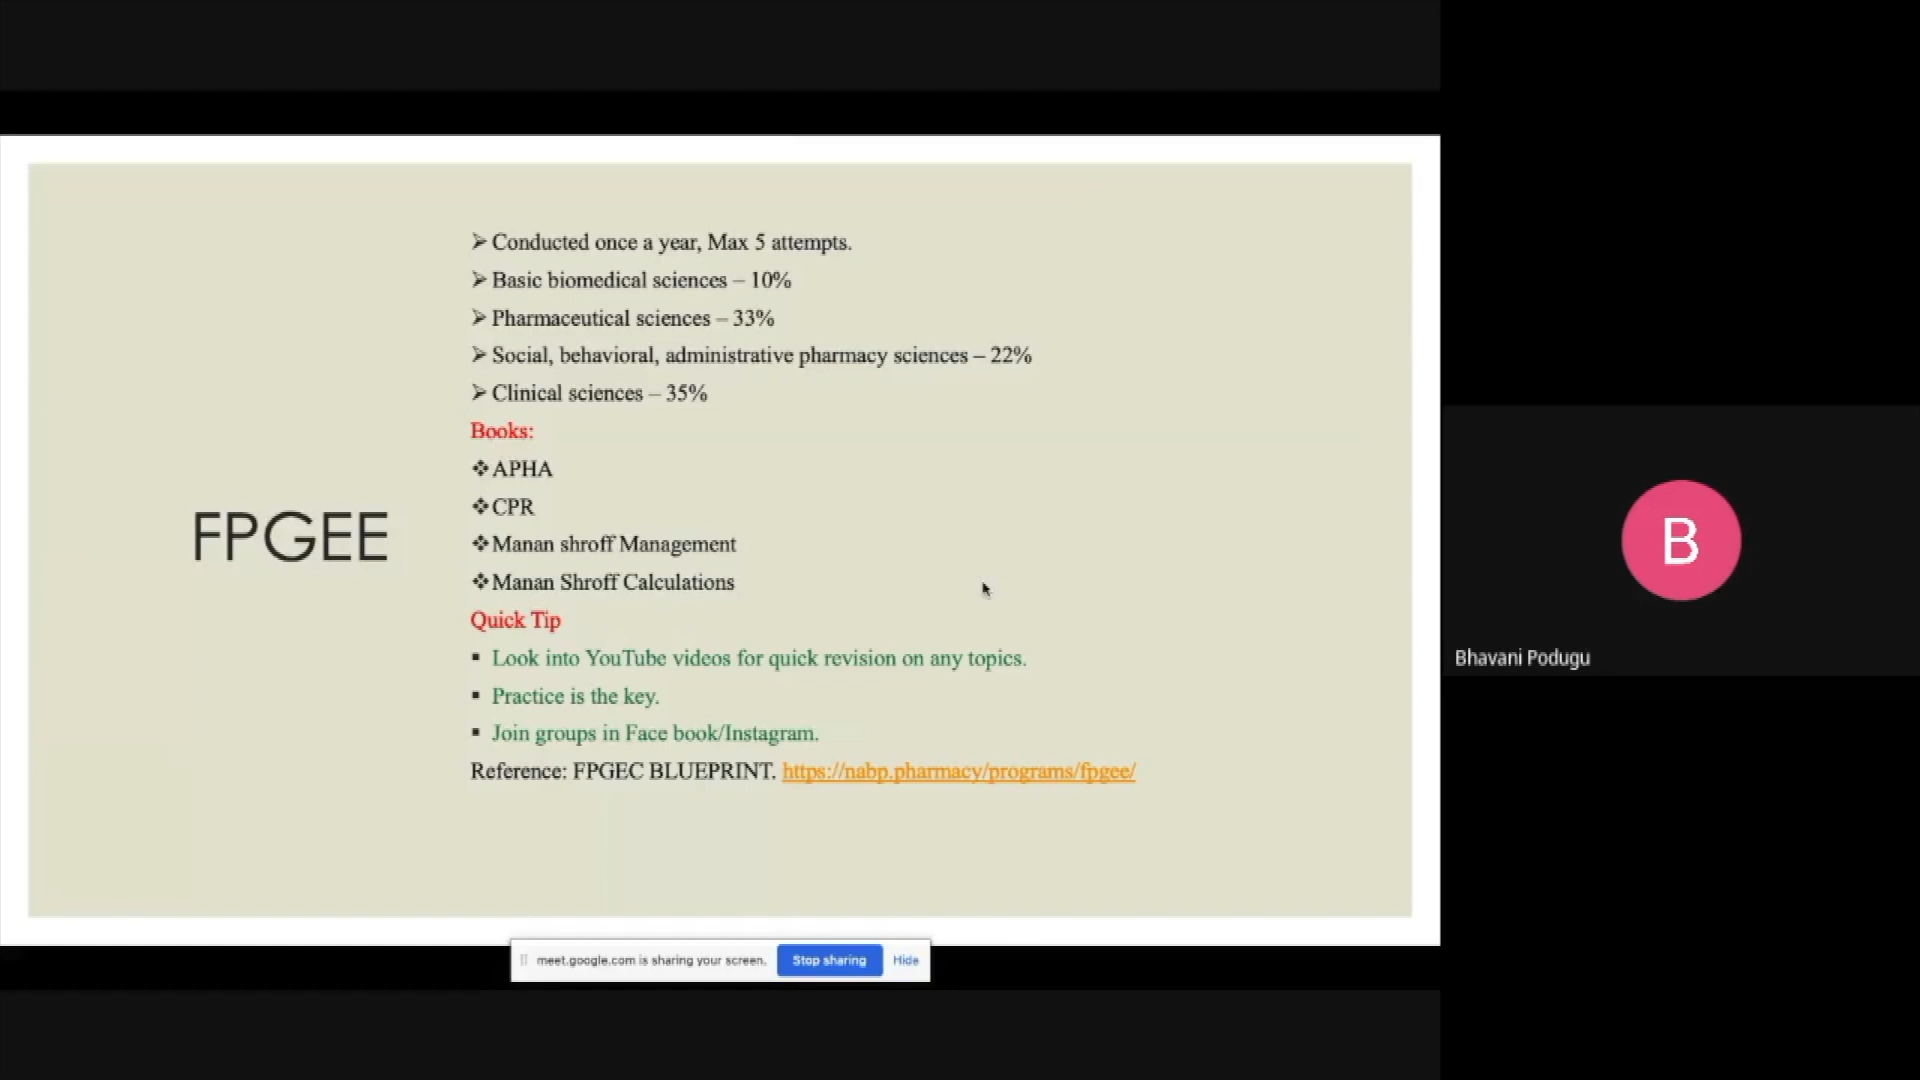 FPGEE
➢ Conducted once a year, Max 5 attempts.
➢ Basic biomedical sciences – 10%
➢ Pharmaceutical sciences – 33%
➢ Social, behavioral, administrative pharmacy sciences – 22%
➢ Clinical sciences – 35%
Books:
❖ APHA
❖ CPR
❖ Manan shroff Management
❖ Manan Shroff Calculations
Quick Tip
▪ Look into YouTube videos for quick revision on any topics.
▪ Practice is the key.
▪ Join groups in Face book/Instagram.
Reference: FPGEC BLUEPRINT. https://nabp.pharmacy/programs/fpgee/
meet.google.com is sharing your screen. Stop sharing Hide
B
Bhavani Podugu